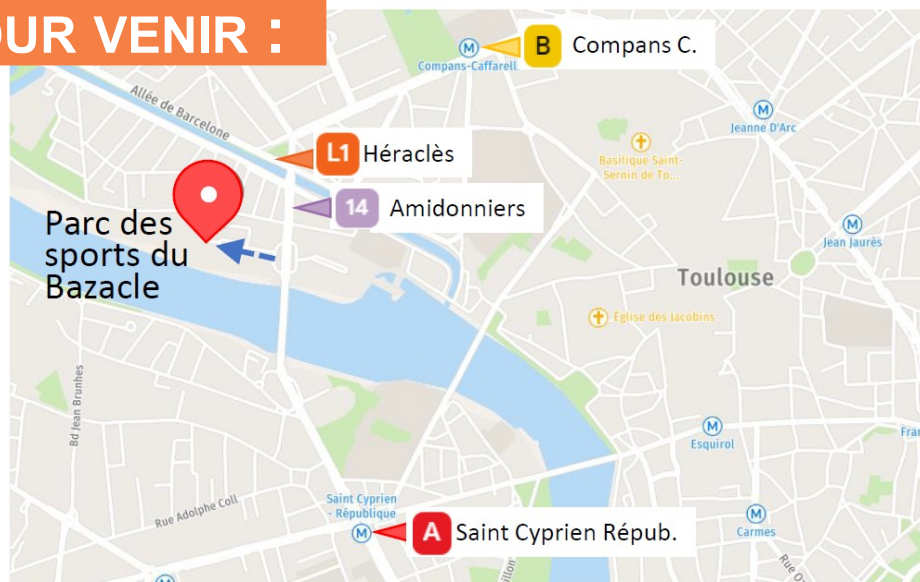 OUR VENIR :
B Compans C.
Compans-Caffarell
Allée de Barcelone
Jeanne D'Arc
L1 Héraclès
Basilique Saint-
Sernin de To...
14 Amidonniers
Parc des
sports du
Bazacle
Jean Jaurès
Toulouse
Église des Jacobins
Bd Jean Brunhes
Esquirol
Fran
Saint Cyprien
- République
Rue Adolphe Coll
A Saint Cyprien Répub.
Carmes